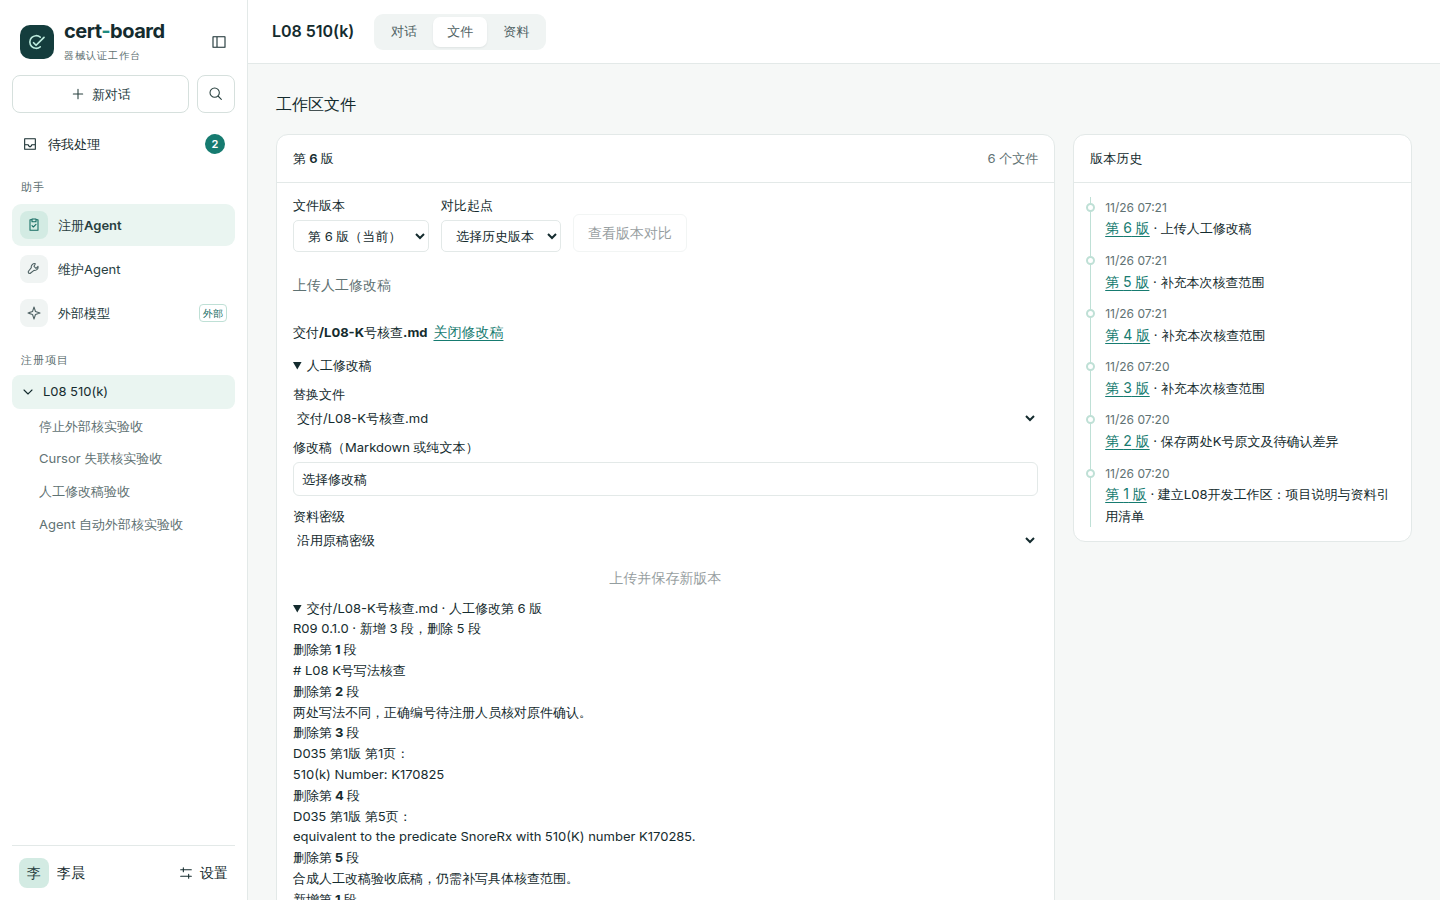 cert-board
器械认证工作台
新对话
待我处理
2
助手
注册Agent
维护Agent
外部模型
外部
注册项目
L08 510(k)
停止外部核实验收
Cursor 失联核实验收
人工修改稿验收
Agent 自动外部核实验收
李
李晨
设置
L08 510(k)
对话
文件
资料
工作区文件
第 6 版
6 个文件
文件版本
对比起点
第 6 版（当前）
选择历史版本
查看版本对比
上传人工修改稿
交付/L08-K号核查.md 关闭修改稿
人工修改稿
替换文件
交付/L08-K号核查.md
修改稿（Markdown 或纯文本）
选择修改稿
资料密级
沿用原稿密级
上传并保存新版本
交付/L08-K号核查.md · 人工修改第 6 版
R09 0.1.0 · 新增 3 段，删除 5 段
删除第 1 段
# L08 K号写法核查
删除第 2 段
两处写法不同，正确编号待注册人员核对原件确认。
删除第 3 段
D035 第1版 第1页：
510(k) Number: K170825
删除第 4 段
D035 第1版 第5页：
equivalent to the predicate SnoreRx with 510(K) number K170285.
删除第 5 段
合成人工改稿验收底稿，仍需补写具体核查范围。
新增第 1 段
版本历史
11/26 07:21
第 6 版 · 上传人工修改稿
11/26 07:21
第 5 版 · 补充本次核查范围
11/26 07:21
第 4 版 · 补充本次核查范围
11/26 07:20
第 3 版 · 补充本次核查范围
11/26 07:20
第 2 版 · 保存两处K号原文及待确认差异
11/26 07:20
第 1 版 · 建立L08开发工作区：项目说明与资料引
用清单